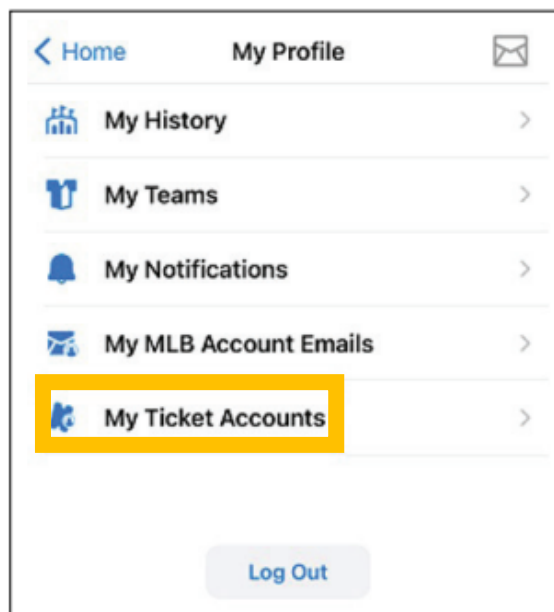 Home My Profile
My History
My Teams
My Notifications
My MLB Account Emails
My Ticket Accounts
Log Out